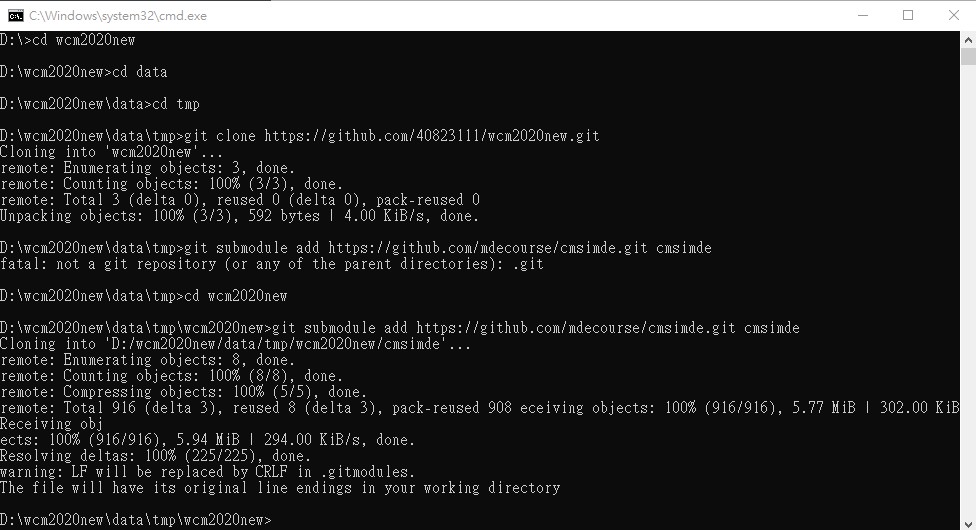 C:\Windows\system32\cmd.exe
D:\>cd wcm2020new
D:\wcm2020new>cd data
D:\wcm2020new\data>cd tmp
D:\wcm2020new\data\tmp>git clone https://github.com/40823111/wcm2020new.git
Cloning into 'wcm2020new'...
remote: Enumerating objects: 3, done.
remote: Counting objects: 100% (3/3), done.
remote: Total 3 (delta 0), reused 0 (delta 0), pack-reused 0
Unpacking objects: 100% (3/3), 592 bytes | 4.00 KiB/s, done.
D:\wcm2020new\data\tmp>git submodule add https://github.com/mdecourse/cmsimde.git cmsimde
fatal: not a git repository (or any of the parent directories): .git
D:\wcm2020new\data\tmp>cd wcm2020new
D:\wcm2020new\data\tmp\wcm2020new>git submodule add https://github.com/mdecourse/cmsimde.git cmsimde
Cloning into 'D:/wcm2020new/data/tmp/wcm2020new/cmsimde'...
remote: Enumerating objects: 8, done.
remote: Counting objects: 100% (8/8), done.
remote: Compressing objects: 100% (5/5), done.
remote: Total 916 (delta 3), reused 8 (delta 3), pack-reused 908 eceiving objects: 100% (916/916), 5.77 MiB | 302.00 KiB
Receiving obj
ects: 100% (916/916), 5.94 MiB | 294.00 KiB/s, done.
Resolving deltas: 100% (225/225), done.
warning: LF will be replaced by CRLF in .gitmodules.
The file will have its original line endings in your working directory
D:\wcm2020new\data\tmp\wcm2020new>